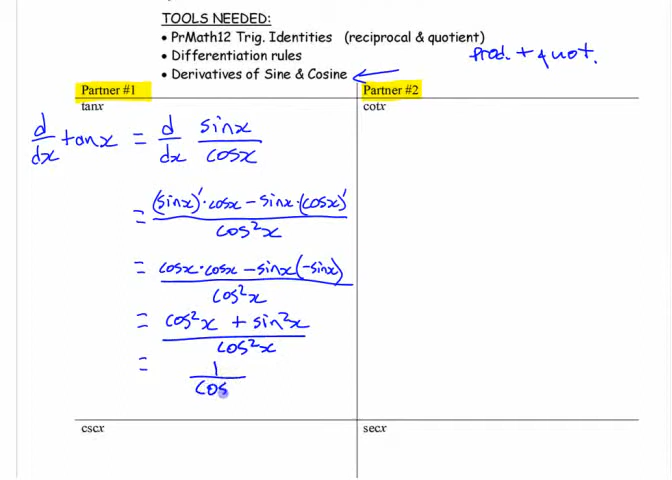 TOOLS NEEDED:
• PrMath12 Trig. Identities (reciprocal & quotient)
• Differentiation rules
prod. + quot.
• Derivatives of Sine & Cosine
Partner #1
Partner #2
tanx
cotx
d/dx tanx = d/dx sinx/cosx
= ((sinx)'·cosx − sinx·(cosx)')/cos²x
= (cosx·cosx − sinx(−sinx))/cos²x
= (cos²x + sin²x)/cos²x
= 1/cos
cscx
secx